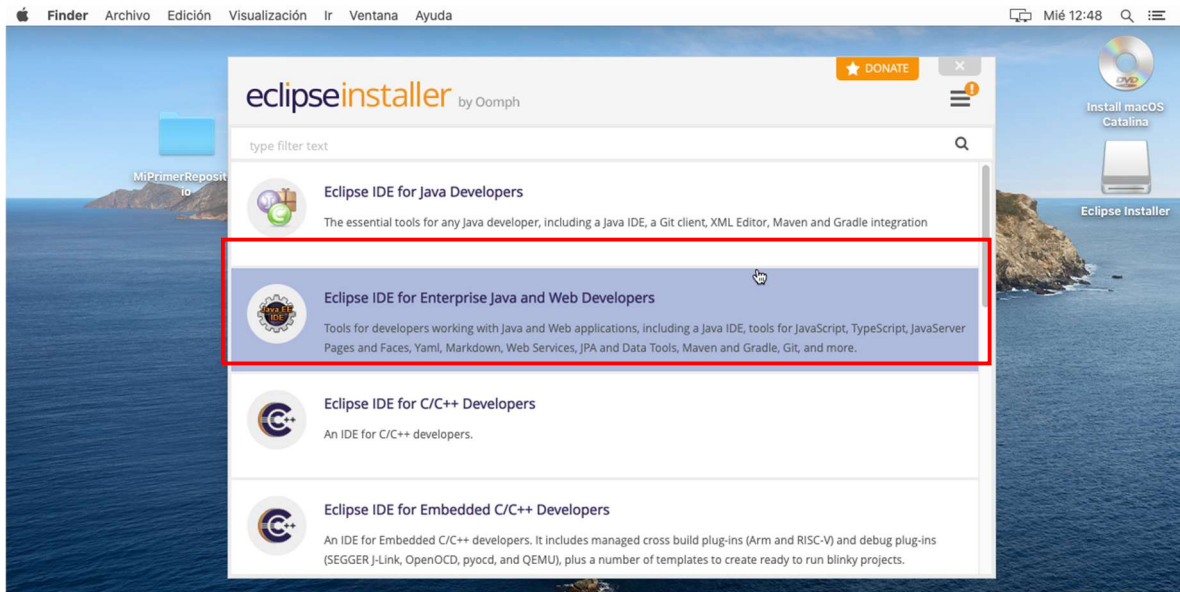 Finder Archivo Edición Visualización Ir Ventana Ayuda Mié 12:48
DONATE
eclipseinstaller by Oomph
type filter text
Eclipse IDE for Java Developers
The essential tools for any Java developer, including a Java IDE, a Git client, XML Editor, Maven and Gradle integration
Java EE
IDE
Eclipse IDE for Enterprise Java and Web Developers
Tools for developers working with Java and Web applications, including a Java IDE, tools for JavaScript, TypeScript, JavaServer
Pages and Faces, Yaml, Markdown, Web Services, JPA and Data Tools, Maven and Gradle, Git, and more.
C++
Eclipse IDE for C/C++ Developers
An IDE for C/C++ developers.
C++
Eclipse IDE for Embedded C/C++ Developers
An IDE for Embedded C/C++ developers. It includes managed cross build plug-ins (Arm and RISC-V) and debug plug-ins
(SEGGER J-Link, OpenOCD, pyocd, and QEMU), plus a number of templates to create ready to run blinky projects.
MiPrimerReposit
io
DVD
Install macOS
Catalina
Eclipse Installer